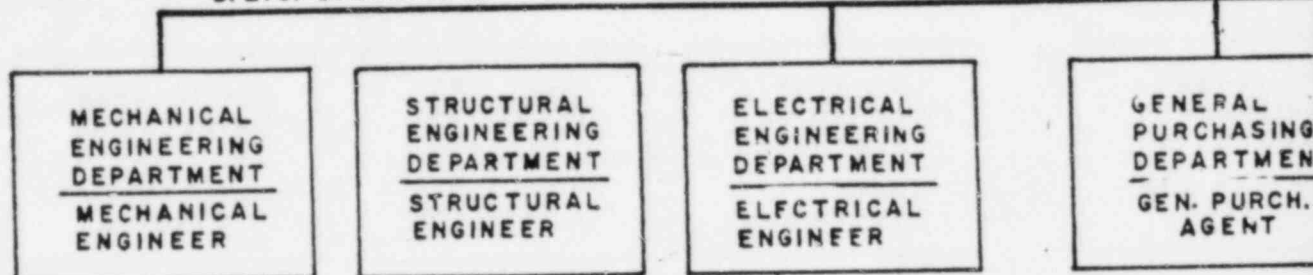 MECHANICAL
ENGINEERING
DEPARTMENT
MECHANICAL
ENGINEER
STRUCTURAL
ENGINEERING
DEPARTMENT
STRUCTURAL
ENGINEER
ELECTRICAL
ENGINEERING
DEPARTMENT
ELECTRICAL
ENGINEER
GENERAL
PURCHASING
DEPARTMEN
GEN. PURCH.
AGENT